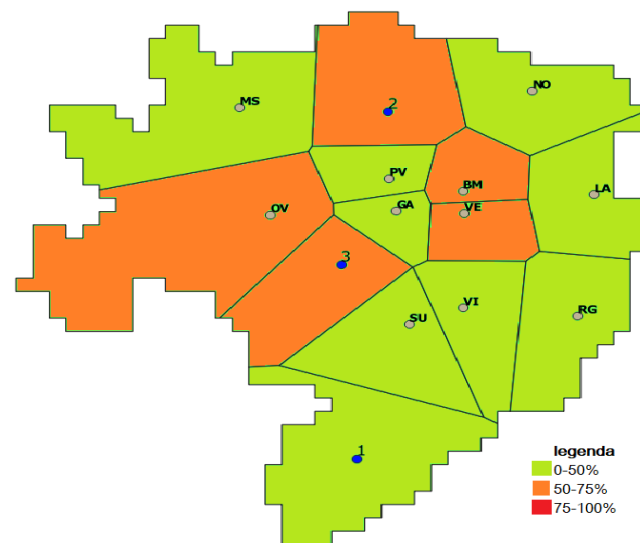 NO
MS
2
PV
BM
LA
OV
GA
VE
3
SU
VI
RG
1
legenda
0-50%
50-75%
75-100%